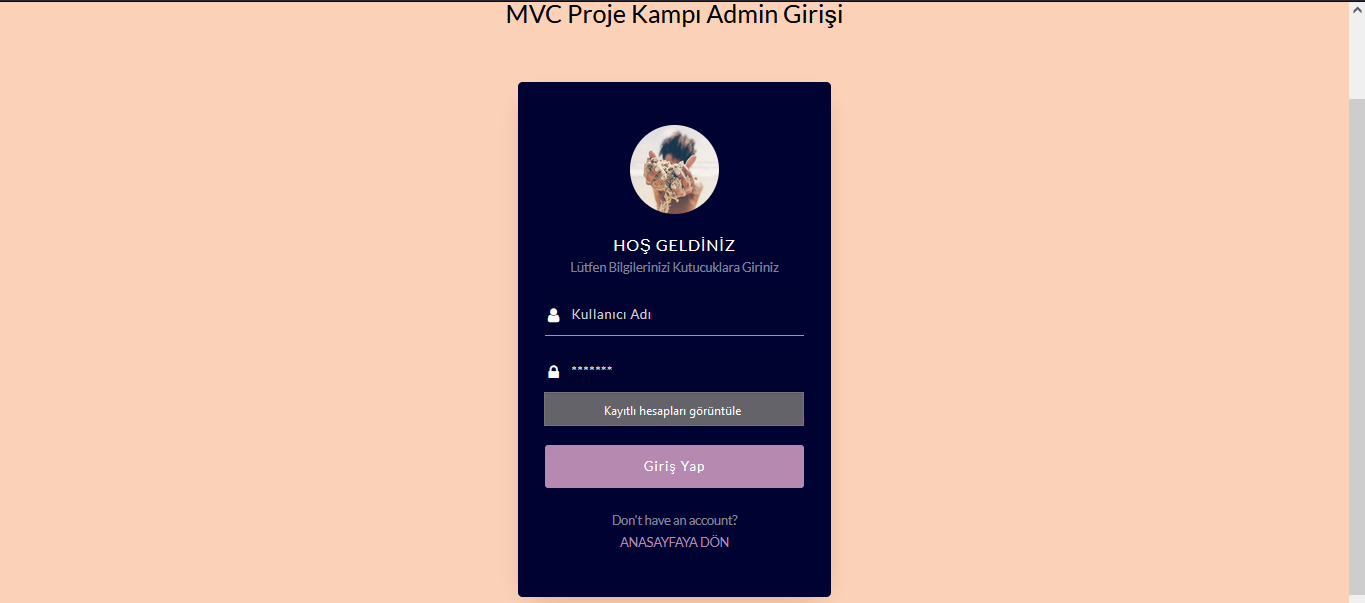 MVC Proje Kampı Admin Girişi
HOŞ GELDİNİZ
Lütfen Bilgilerinizi Kutucuklara Giriniz
Kullanıcı Adı
*******
Kayıtlı hesapları görüntüle
Giriş Yap
Don't have an account?
ANASAYFAYA DÖN